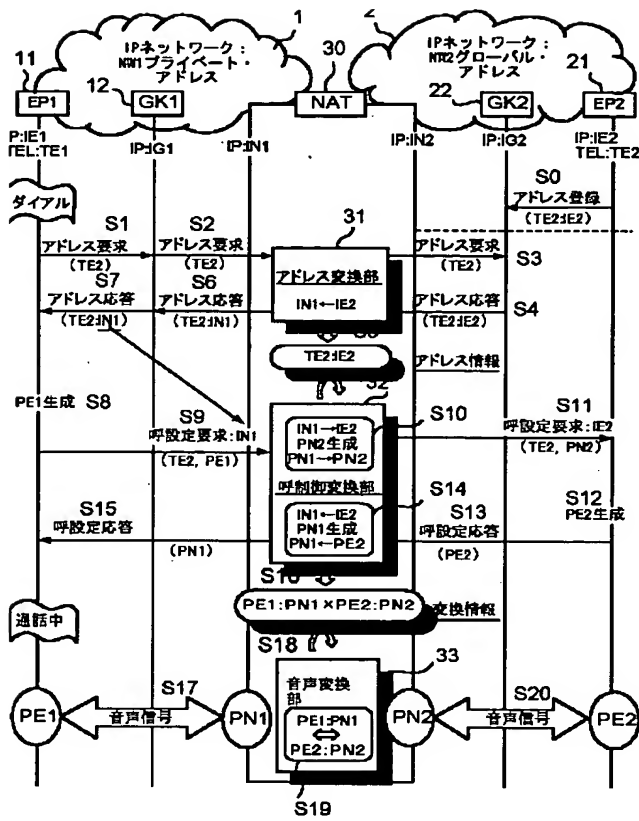 1
2
IPネットワーク：
NW1プライベート・
アドレス
30
IPネットワーク：
NW2グローバル・
アドレス
11
12
22
21
EP1
GK1
NAT
GK2
EP2
IP:IE1
TEL:TE1
IP:IG1
IP:IN1
IP:IN2
IP:IG2
IP:IE2
TEL:TE2
ダイアル
S0
アドレス登録
(TE2:IE2)
S1
アドレス要求
(TE2)
S2
アドレス要求
(TE2)
31
アドレス要求
(TE2)
S3
アドレス変換部
IN1←IE2
S7
アドレス応答
(TE2:IN1)
S6
アドレス応答
(TE2:IN1)
アドレス応答
(TE2:IE2)
S4
TE2:IE2
アドレス情報
32
PE1生成
S8
S9
呼設定要求:IN1
(TE2, PE1)
IN1→IE2
PN2生成
PN1→PN2
S10
S11
呼設定要求:IE2
(TE2, PN2)
呼制御変換部
S12
PE2生成
S15
呼設定応答
(PN1)
IN1←IE2
PN1生成
PN1←PE2
S14
S13
呼設定応答
(PE2)
S16
PE1:PN1×PE2:PN2
変換情報
通話中
S18
33
音声変換
部
PE1:PN1
⇔
PE2:PN2
S19
PE1
S17
音声信号
PN1
PN2
S20
音声信号
PE2